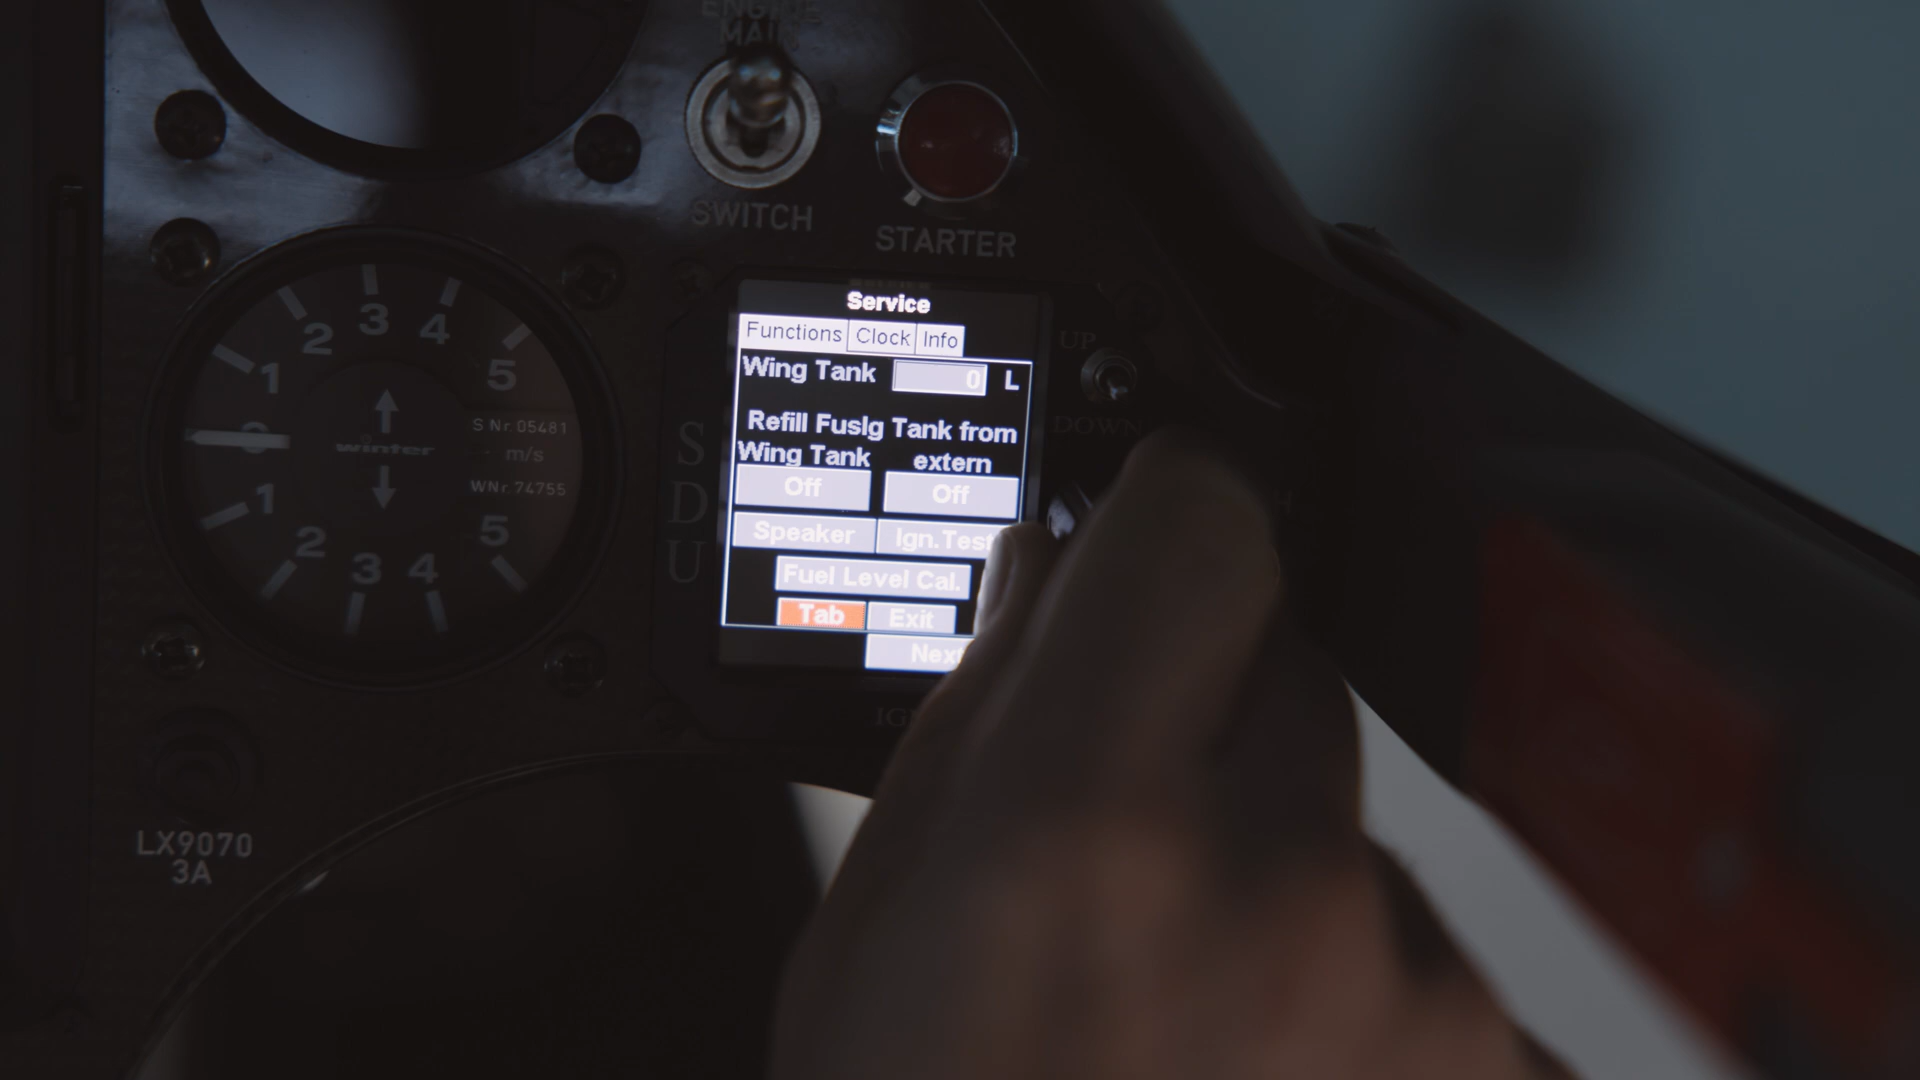 ENGINE
MAIN
SWITCH
STARTER
2 3 4
1 5
0
winter
S Nr. 05481
m/s
WNr. 74755
1 5
2 3 4
S
D
U
Service
Functions Clock Info
Wing Tank 0 L
Refill Fuslg Tank from
Wing Tank extern
Off Off
Speaker Ign.Test
Fuel Level Cal.
Tab Exit
Next
UP
DOWN
LX9070
3A